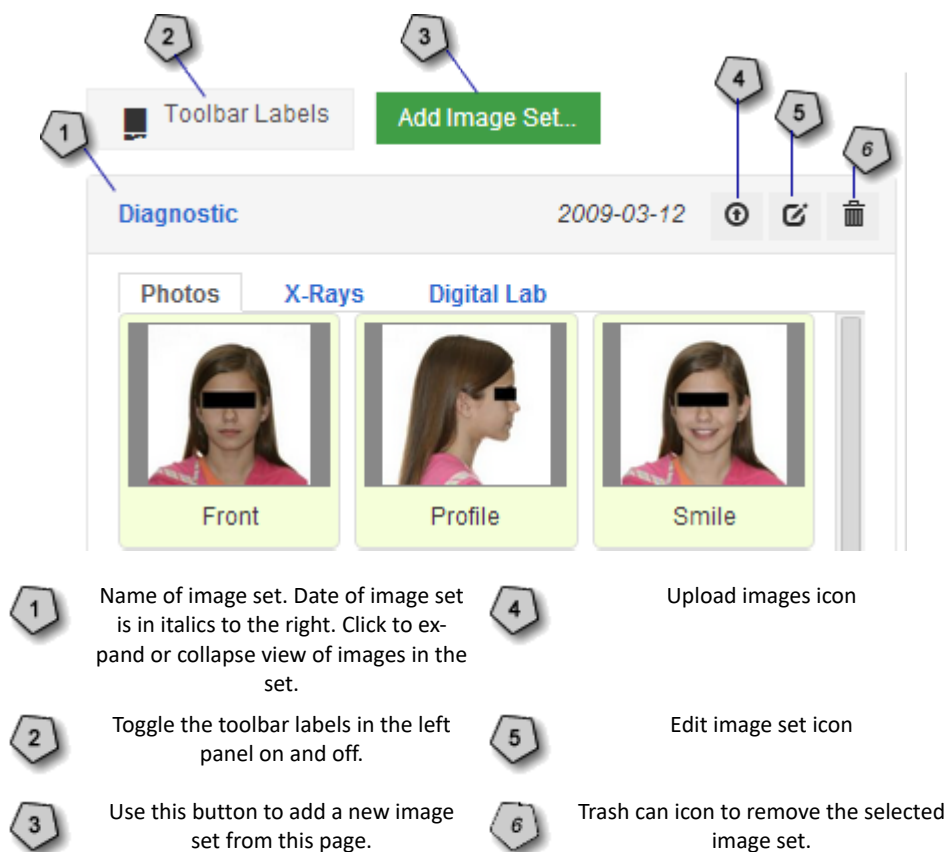 2
3
4
Toolbar Labels
Add Image Set...
5
1
6
Diagnostic
2009-03-12
Photos
X-Rays
Digital Lab
Front
Profile
Smile
1
Name of image set. Date of image set
is in italics to the right. Click to ex-
pand or collapse view of images in the
set.
4
Upload images icon
2
Toggle the toolbar labels in the left
panel on and off.
5
Edit image set icon
3
Use this button to add a new image
set from this page.
6
Trash can icon to remove the selected
image set.